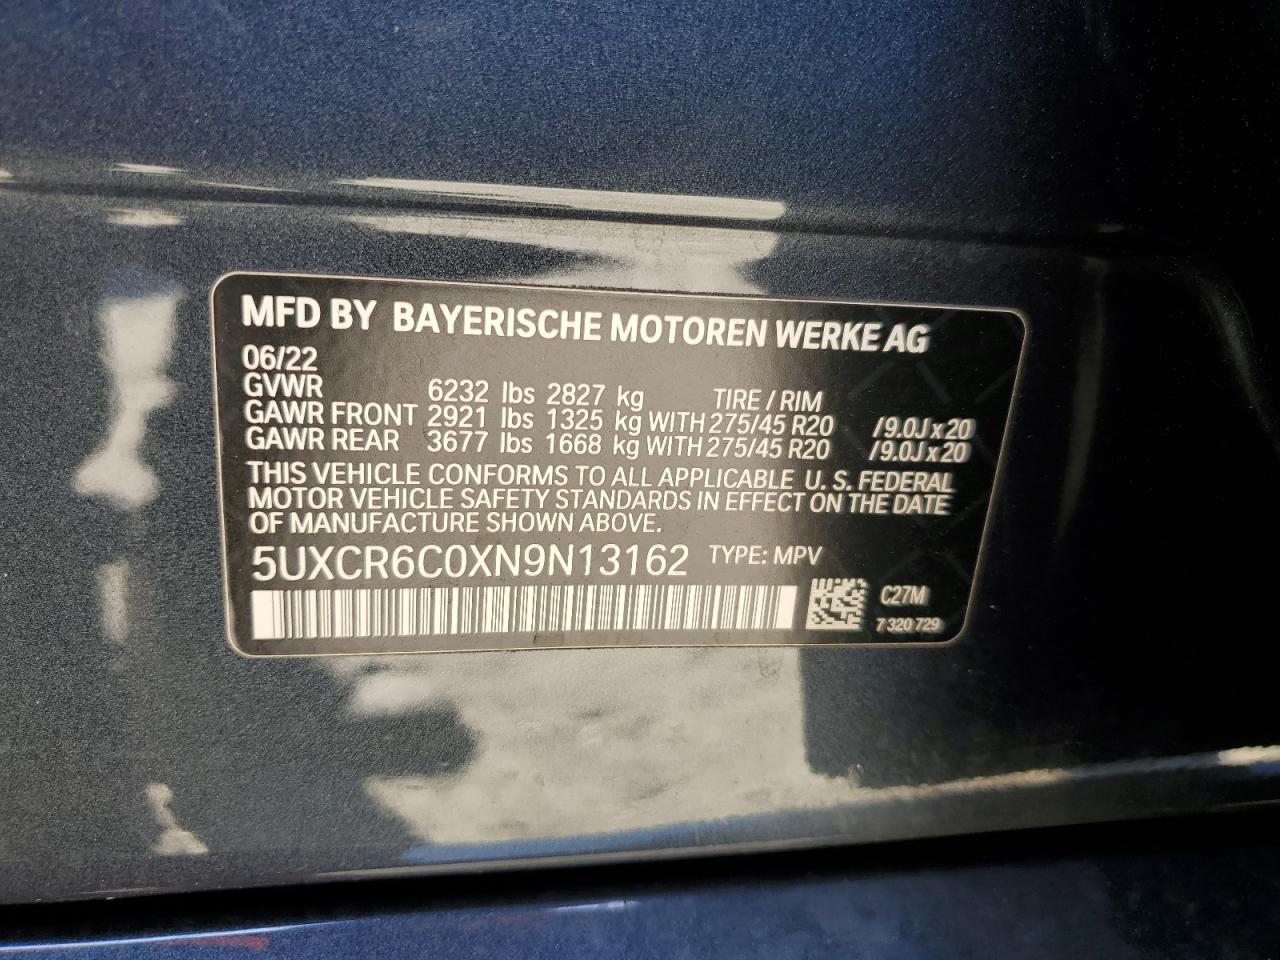 MFD BY BAYERISCHE MOTOREN WERKE AG
06/22
GVWR 6232 lbs 2827 kg TIRE / RIM
GAWR FRONT 2921 lbs 1325 kg WITH 275/45 R20 /9.0J x 20
GAWR REAR 3677 lbs 1668 kg WITH 275/45 R20 /9.0J x 20
THIS VEHICLE CONFORMS TO ALL APPLICABLE U. S. FEDERAL
MOTOR VEHICLE SAFETY STANDARDS IN EFFECT ON THE DATE
OF MANUFACTURE SHOWN ABOVE.
5UXCR6C0XN9N13162 TYPE: MPV
C27M
7 320 729